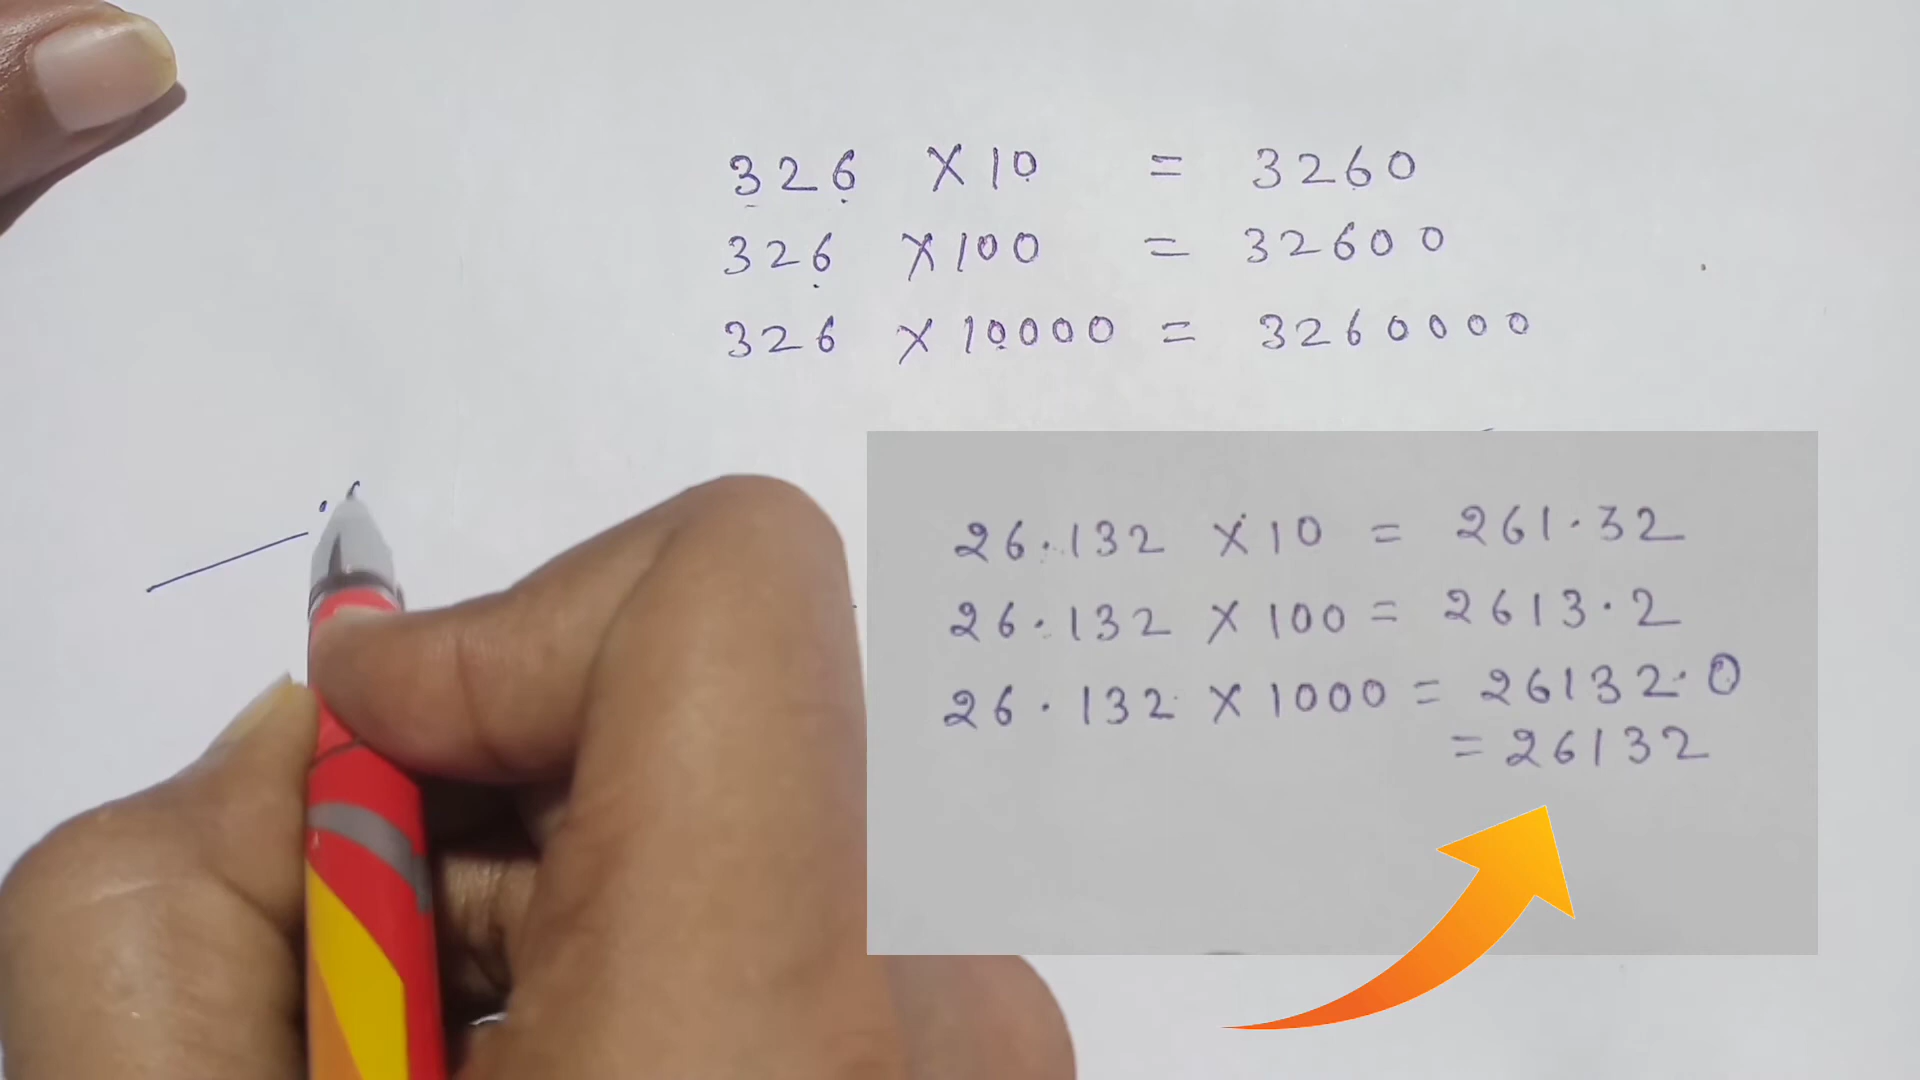 326 X 10 = 3260
326 X 100 = 32600
326 X 10000 = 3260000
26.132 X 10 = 261.32
26.132 X 100 = 2613.2
26.132 X 1000 = 26132.0
= 26132